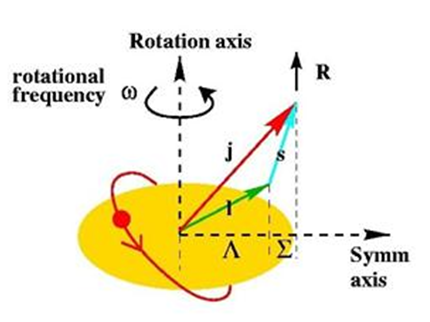 Rotation axis
rotational
frequency ω
R
j
s
l
Λ
Σ
Symm
axis